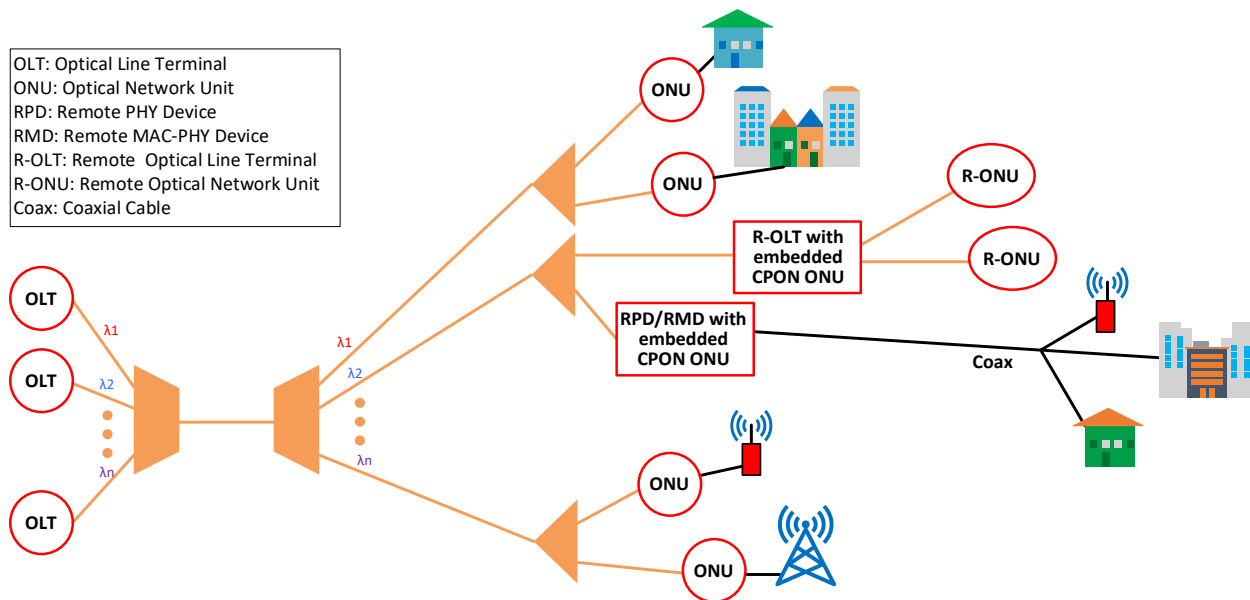 OLT: Optical Line Terminal
ONU: Optical Network Unit
RPD: Remote PHY Device
RMD: Remote MAC-PHY Device
R-OLT: Remote  Optical Line Terminal
R-ONU: Remote Optical Network Unit
Coax: Coaxial Cable
ONU
ONU
R-ONU
R-OLT with
embedded
CPON ONU
R-ONU
OLT
λ1
RPD/RMD with
embedded
CPON ONU
λ1
Coax
OLT
λ2
λ2
λn
λn
OLT
ONU
ONU